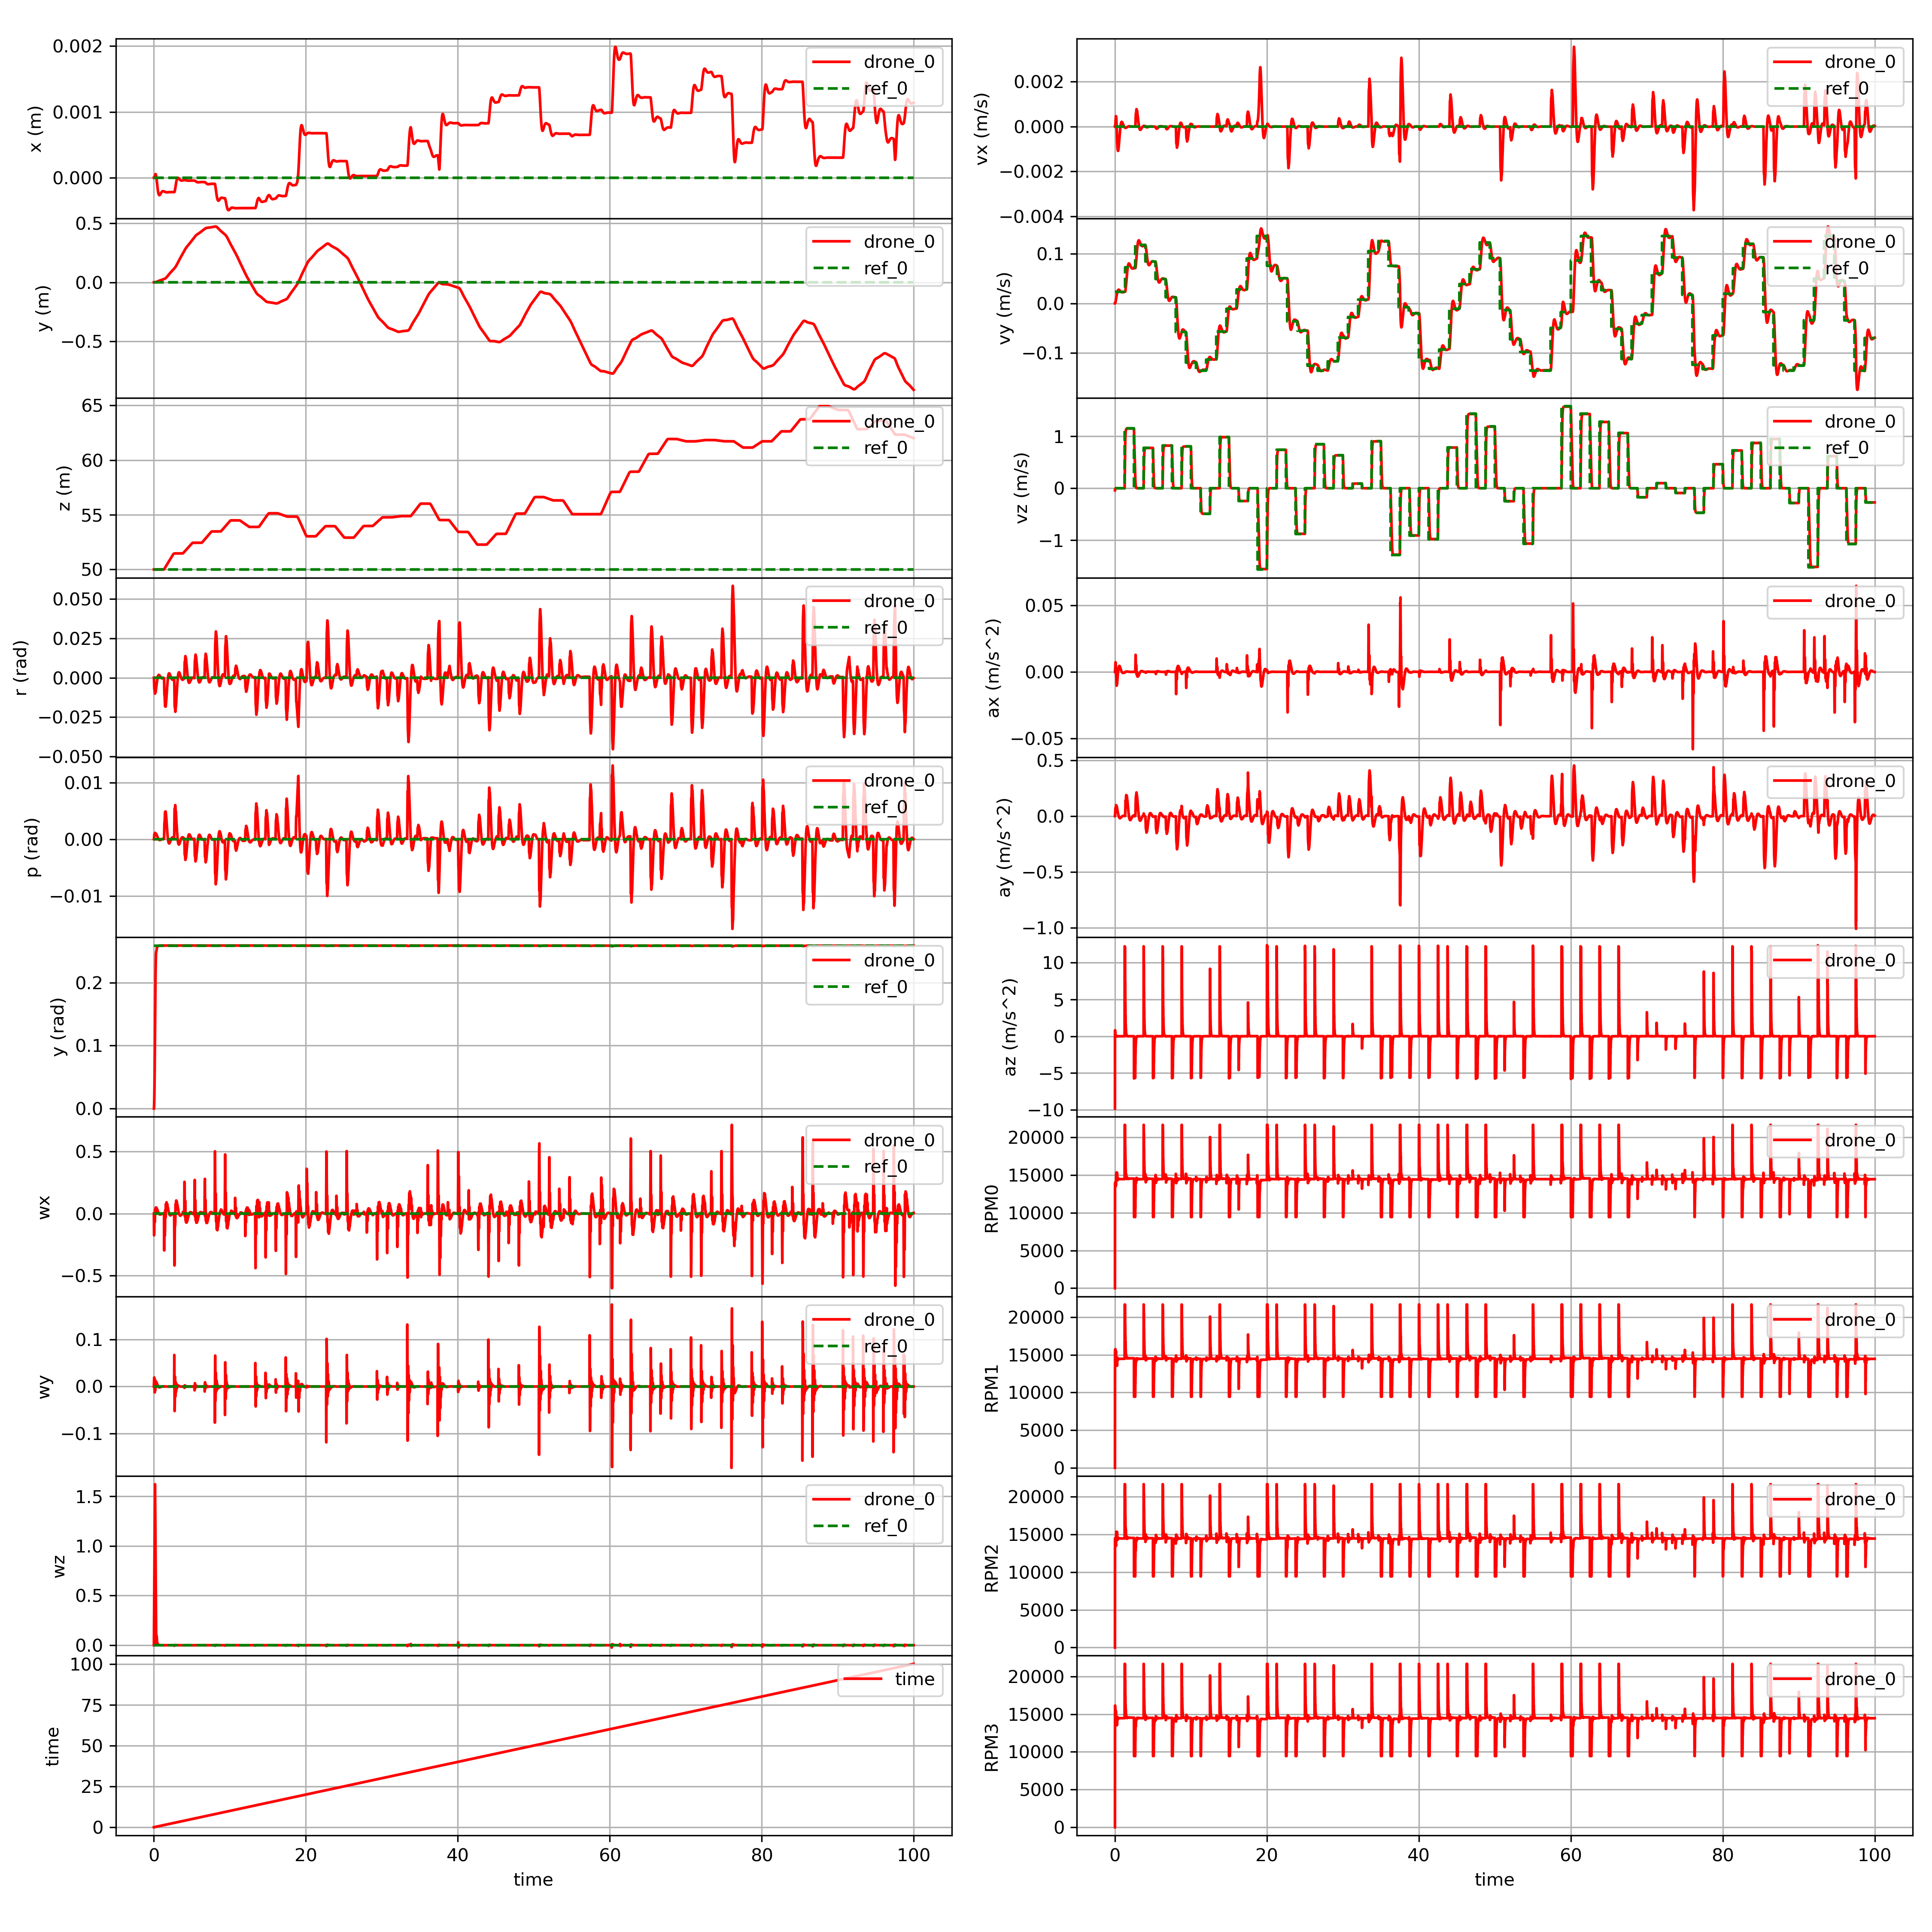 0.002
0.001
0.000
x (m)
drone_0
ref_0
0.5
0.0
−0.5
y (m)
drone_0
ref_0
65
60
55
50
z (m)
drone_0
ref_0
0.050
0.025
0.000
−0.025
−0.050
r (rad)
drone_0
ref_0
0.01
0.00
−0.01
p (rad)
drone_0
ref_0
0.2
0.1
0.0
y (rad)
drone_0
ref_0
0.5
0.0
−0.5
wx
drone_0
ref_0
0.1
0.0
−0.1
wy
drone_0
ref_0
1.5
1.0
0.5
0.0
wz
drone_0
ref_0
100
75
50
25
0
time
time
0 20 40 60 80 100
time
0.002
0.000
−0.002
−0.004
vx (m/s)
drone_0
ref_0
0.1
0.0
−0.1
vy (m/s)
drone_0
ref_0
1
0
−1
vz (m/s)
drone_0
ref_0
0.05
0.00
−0.05
ax (m/s^2)
drone_0
0.5
0.0
−0.5
−1.0
ay (m/s^2)
drone_0
10
5
0
−5
−10
az (m/s^2)
drone_0
20000
15000
10000
5000
0
RPM0
drone_0
20000
15000
10000
5000
0
RPM1
drone_0
20000
15000
10000
5000
0
RPM2
drone_0
20000
15000
10000
5000
0
RPM3
drone_0
0 20 40 60 80 100
time